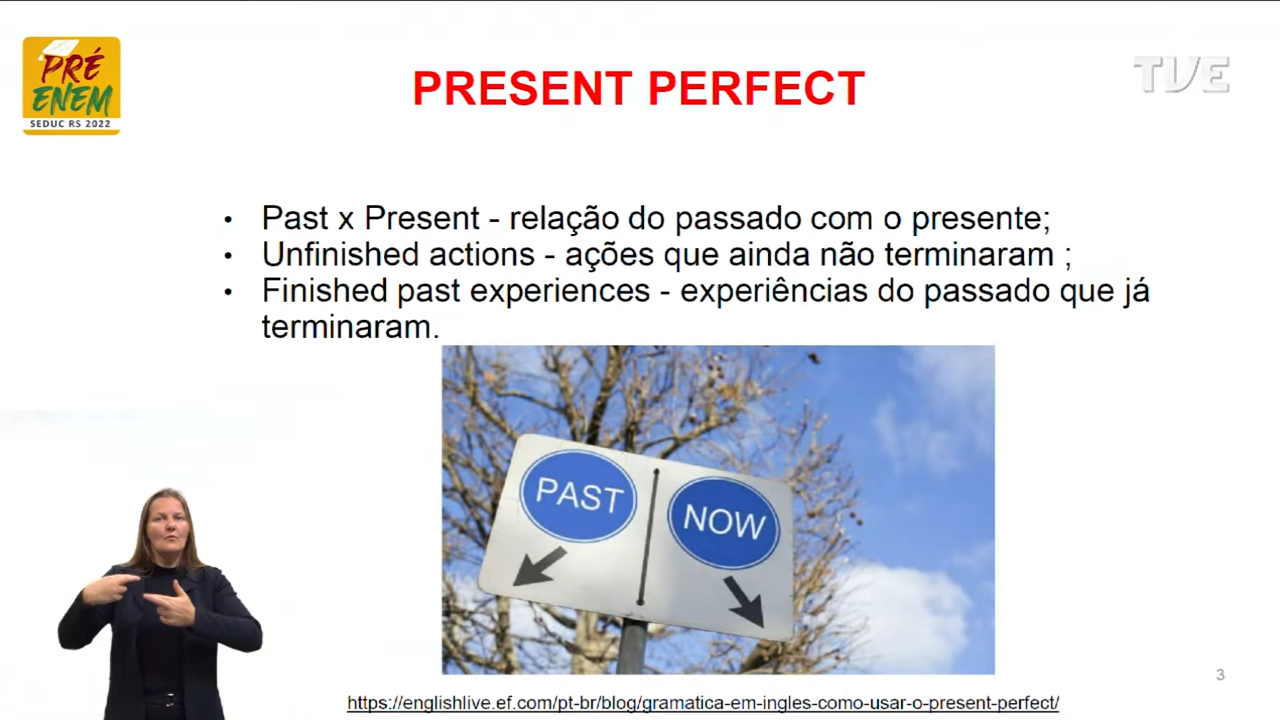 PRÉ
ENEM
SEDUC RS 2022
PRESENT PERFECT
TVE
• Past x Present - relação do passado com o presente;
• Unfinished actions - ações que ainda não terminaram ;
• Finished past experiences - experiências do passado que já
terminaram.
PAST
NOW
3
https://englishlive.ef.com/pt-br/blog/gramatica-em-ingles-como-usar-o-present-perfect/